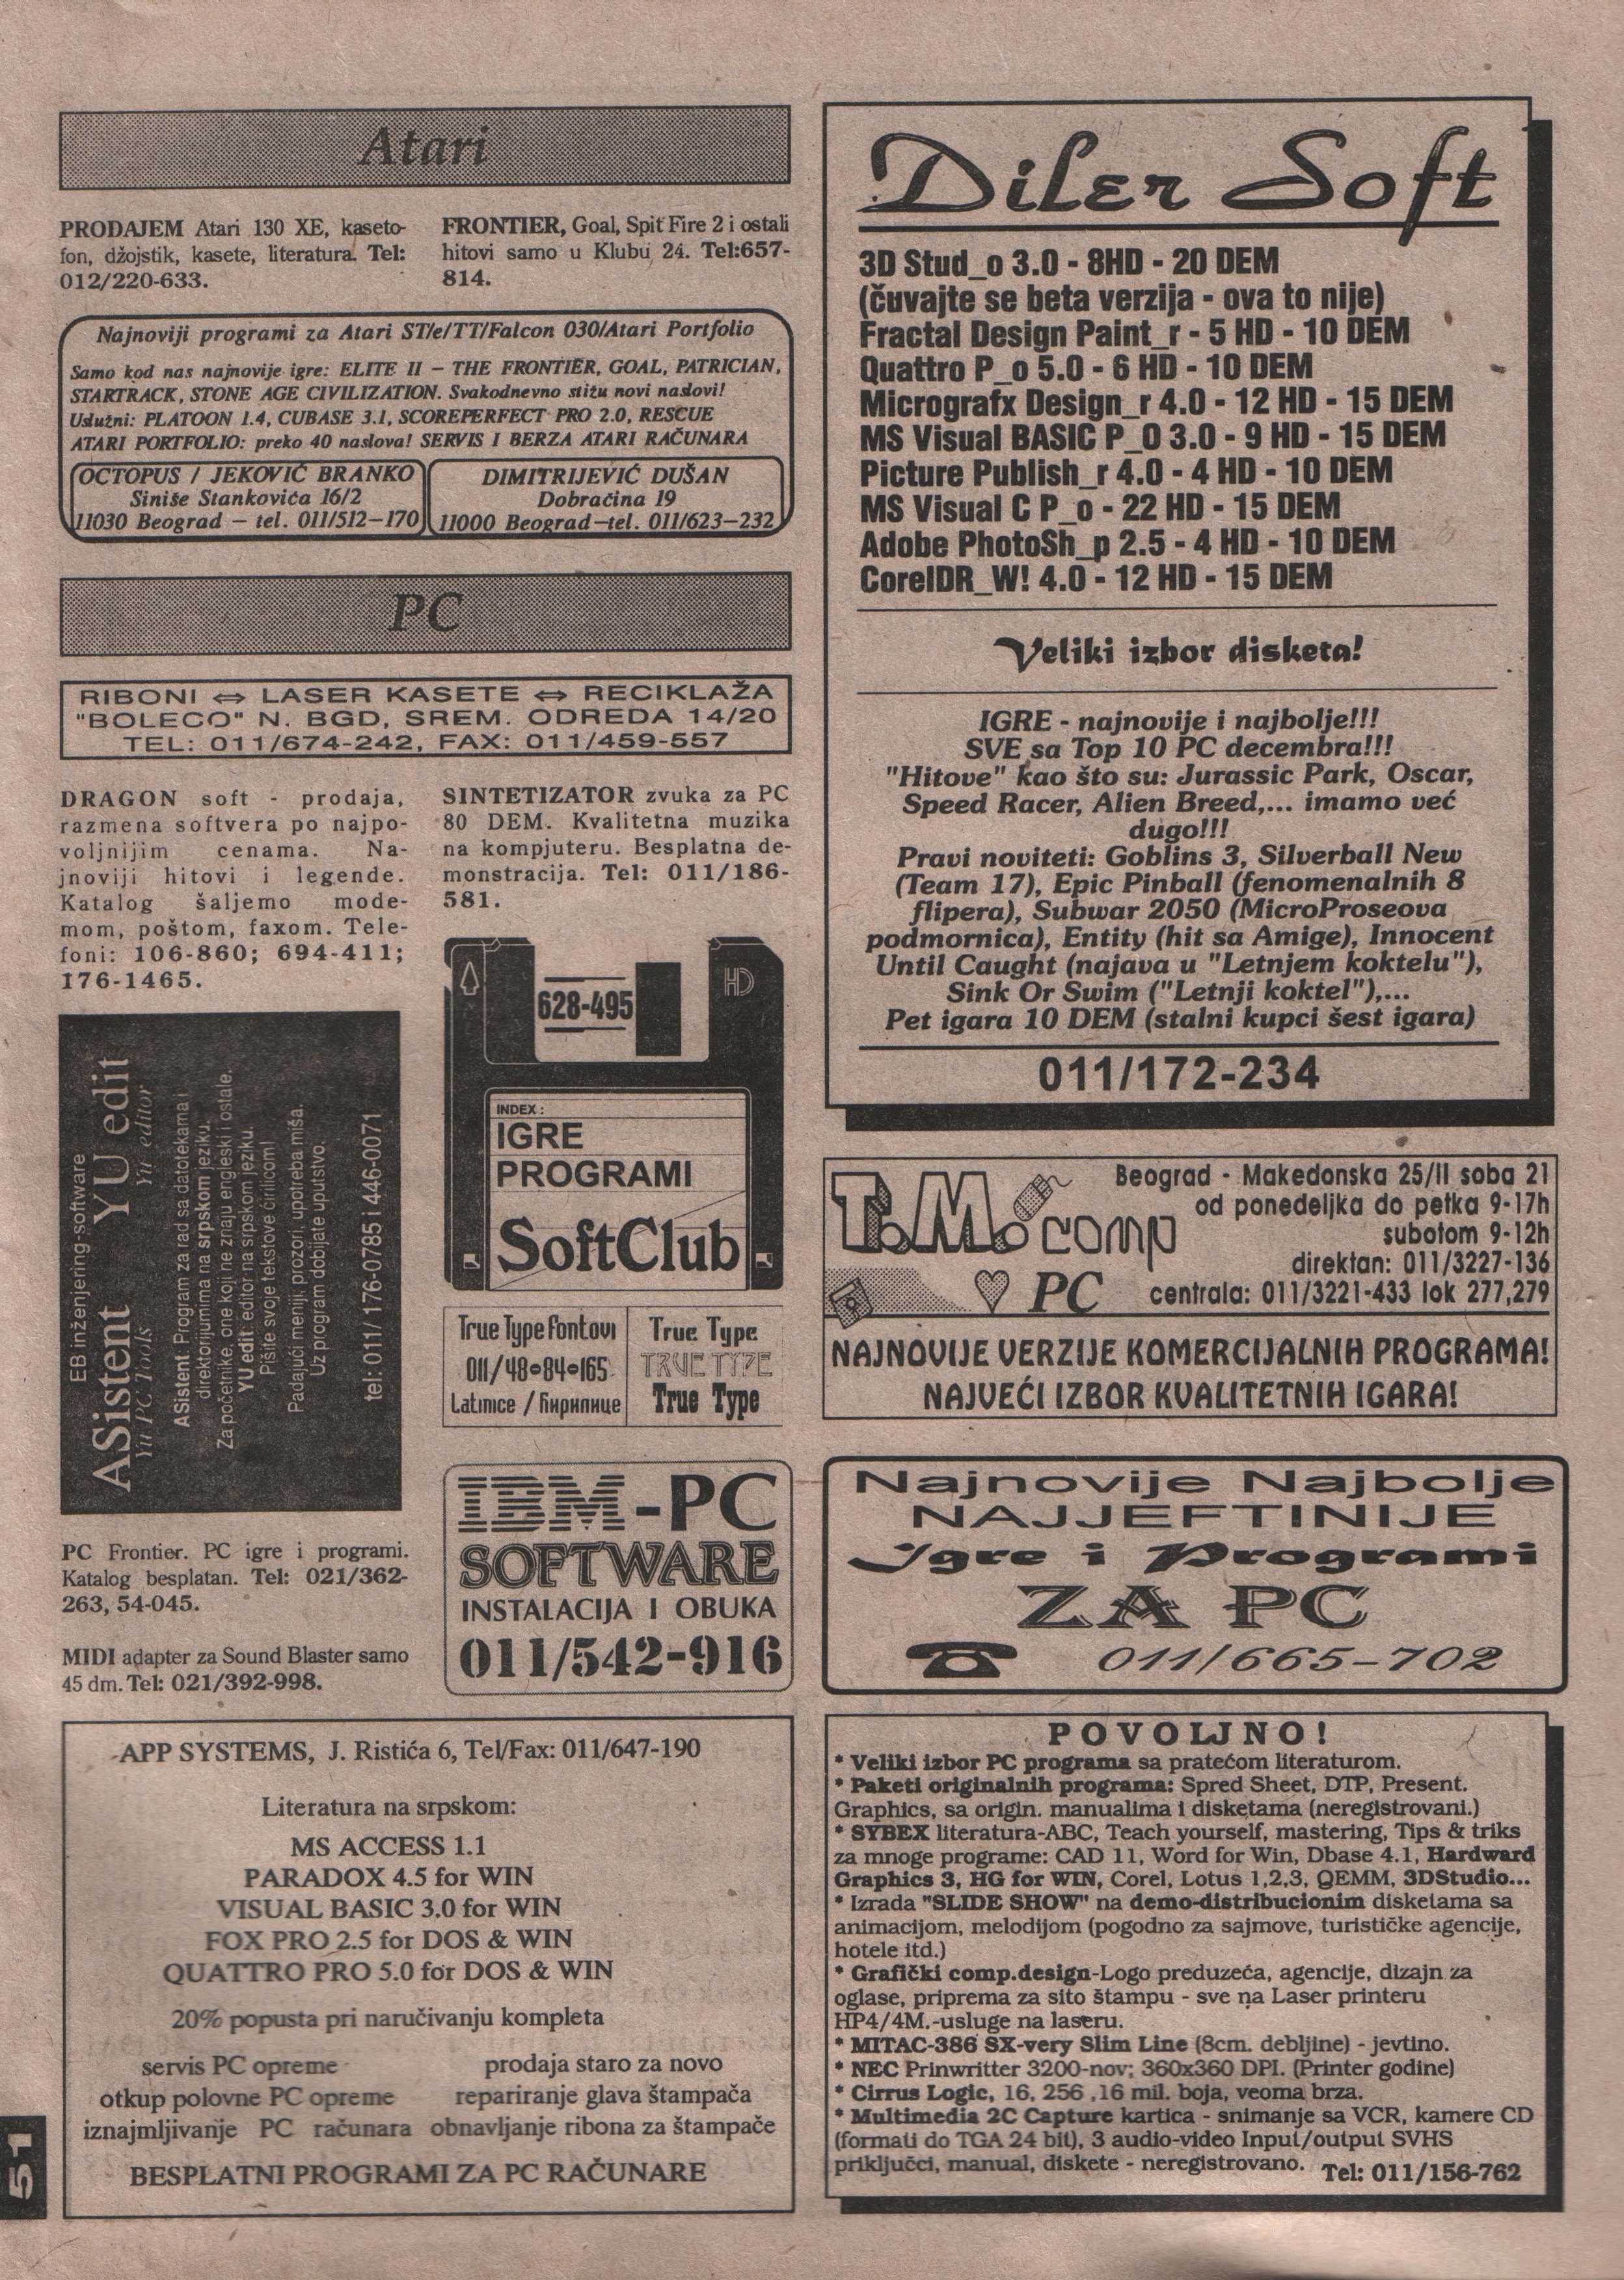 Atari
PRODAJEM Atari 130 XE, kaseto-
fon, džojstik, kasete, literatura. Tel:
012/220-633.
FRONTIER, Goal, Spit Fire 2 i ostali
hitovi samo u Klubu 24. Tel:657-
814.
Najnoviji programi za Atari ST/e/TT/Falcon 030/Atari Portfolio
Samo kod nas najnovije igre: ELITE II – THE FRONTIER, GOAL, PATRICIAN,
STARTRACK, STONE AGE CIVILIZATION. Svakodnevno stižu novi naslovi!
Uslužni: PLATOON 1.4, CUBASE 3.1, SCOREPERFECT PRO 2.0, RESCUE
ATARI PORTFOLIO: preko 40 naslova! SERVIS I BERZA ATARI RAČUNARA
OCTOPUS / JEKOVIĆ BRANKO
Siniše Stankovića 16/2
11030 Beograd – tel. 011/512–170
DIMITRIJEVIĆ DUŠAN
Dobračina 19
11000 Beograd–tel. 011/623–232
PC
RIBONI ⇔ LASER KASETE ⇔ RECIKLAŽA
"BOLECO" N. BGD, SREM. ODREDA 14/20
TEL: 011/674-242, FAX: 011/459-557
DRAGON soft - prodaja,
razmena softvera po najpo-
voljnijim cenama. Na-
jnoviji hitovi i legende.
Katalog šaljemo mode-
mom, poštom, faxom. Tele-
foni: 106-860; 694-411;
176-1465.
EB inženjering-software
ASistent YU edit
Yu PC Tools Yu editor
ASistent: Program za rad sa datotekama i
direktorijumima na srpskom jeziku.
Za početnike, one koji ne znaju engleski i ostale.
YU edit: editor na srpskom jeziku.
Pišite svoje tekstove ćirilicom!
Padajući meniji, prozori, upotreba miša.
Uz program dobijate uputstvo.
tel: 011/ 176-0785 i 446-0071
PC Frontier. PC igre i programi.
Katalog besplatan. Tel: 021/362-
263, 54-045.
MIDI adapter za Sound Blaster samo
45 dm. Tel: 021/392-998.
SINTETIZATOR zvuka za PC
80 DEM. Kvalitetna muzika
na kompjuteru. Besplatna de-
monstracija. Tel: 011/186-
581.
628-495
HD
INDEX :
IGRE
PROGRAMI
SoftClub
True Type fontovi
011/48•84•165
Latinice / Ћирилице
True Type
TRUE TYPE
True Type
IBM-PC
SOFTWARE
INSTALACIJA I OBUKA
011/542-916
APP SYSTEMS, J. Ristića 6, Tel/Fax: 011/647-190
Literatura na srpskom:
MS ACCESS 1.1
PARADOX 4.5 for WIN
VISUAL BASIC 3.0 for WIN
FOX PRO 2.5 for DOS & WIN
QUATTRO PRO 5.0 for DOS & WIN
20% popusta pri naručivanju kompleta
servis PC opreme prodaja staro za novo
otkup polovne PC opreme repariranje glava štampača
iznajmljivanje PC računara obnavljanje ribona za štampače
BESPLATNI PROGRAMI ZA PC RAČUNARE
51
Diler Soft
3D Stud_o 3.0 - 8HD - 20 DEM
(čuvajte se beta verzija - ova to nije)
Fractal Design Paint_r - 5 HD - 10 DEM
Quattro P_o 5.0 - 6 HD - 10 DEM
Micrografx Design_r 4.0 - 12 HD - 15 DEM
MS Visual BASIC P_O 3.0 - 9 HD - 15 DEM
Picture Publish_r 4.0 - 4 HD - 10 DEM
MS Visual C P_o - 22 HD - 15 DEM
Adobe PhotoSh_p 2.5 - 4 HD - 10 DEM
CorelDR_W! 4.0 - 12 HD - 15 DEM
Veliki izbor disketa!
IGRE - najnovije i najbolje!!!
SVE sa Top 10 PC decembra!!!
"Hitove" kao što su: Jurassic Park, Oscar,
Speed Racer, Alien Breed,... imamo već
dugo!!!
Pravi noviteti: Goblins 3, Silverball New
(Team 17), Epic Pinball (fenomenalnih 8
flipera), Subwar 2050 (MicroProseova
podmornica), Entity (hit sa Amige), Innocent
Until Caught (najava u "Letnjem koktelu"),
Sink Or Swim ("Letnji koktel"),...
Pet igara 10 DEM (stalni kupci šest igara)
011/172-234
T.M. comp
PC
Beograd - Makedonska 25/II soba 21
od ponedeljka do petka 9-17h
subotom 9-12h
direktan: 011/3227-136
centrala: 011/3221-433 lok 277,279
NAJNOVIJE VERZIJE KOMERCIJALNIH PROGRAMA!
NAJVEĆI IZBOR KVALITETNIH IGARA!
Najnovije Najbolje
NAJJEFTINIJE
Igre i Programi
ZA PC
011/665-702
POVOLJNO!
* Veliki izbor PC programa sa pratećom literaturom.
* Paketi originalnih programa: Spred Sheet, DTP, Present.
Graphics, sa origin. manualima i disketama (neregistrovani.)
* SYBEX literatura-ABC, Teach yourself, mastering, Tips & triks
za mnoge programe: CAD 11, Word for Win, Dbase 4.1, Hardward
Graphics 3, HG for WIN, Corel, Lotus 1,2,3, QEMM, 3DStudio...
* Izrada "SLIDE SHOW" na demo-distribucionim disketama sa
animacijom, melodijom (pogodno za sajmove, turističke agencije,
hotele itd.)
* Grafički comp.design-Logo preduzeća, agencije, dizajn za
oglase, priprema za sito štampu - sve na Laser printeru
HP4/4M.-usluge na laseru.
* MITAC-386 SX-very Slim Line (8cm. debljine) - jevtino.
* NEC Prinwritter 3200-nov; 360x360 DPI. (Printer godine)
* Cirrus Logic, 16, 256 ,16 mil. boja, veoma brza.
* Multimedia 2C Capture kartica - snimanje sa VCR, kamere CD
(formati do TGA 24 bit), 3 audio-video Input/output SVHS
priključci, manual, diskete - neregistrovano. Tel: 011/156-762